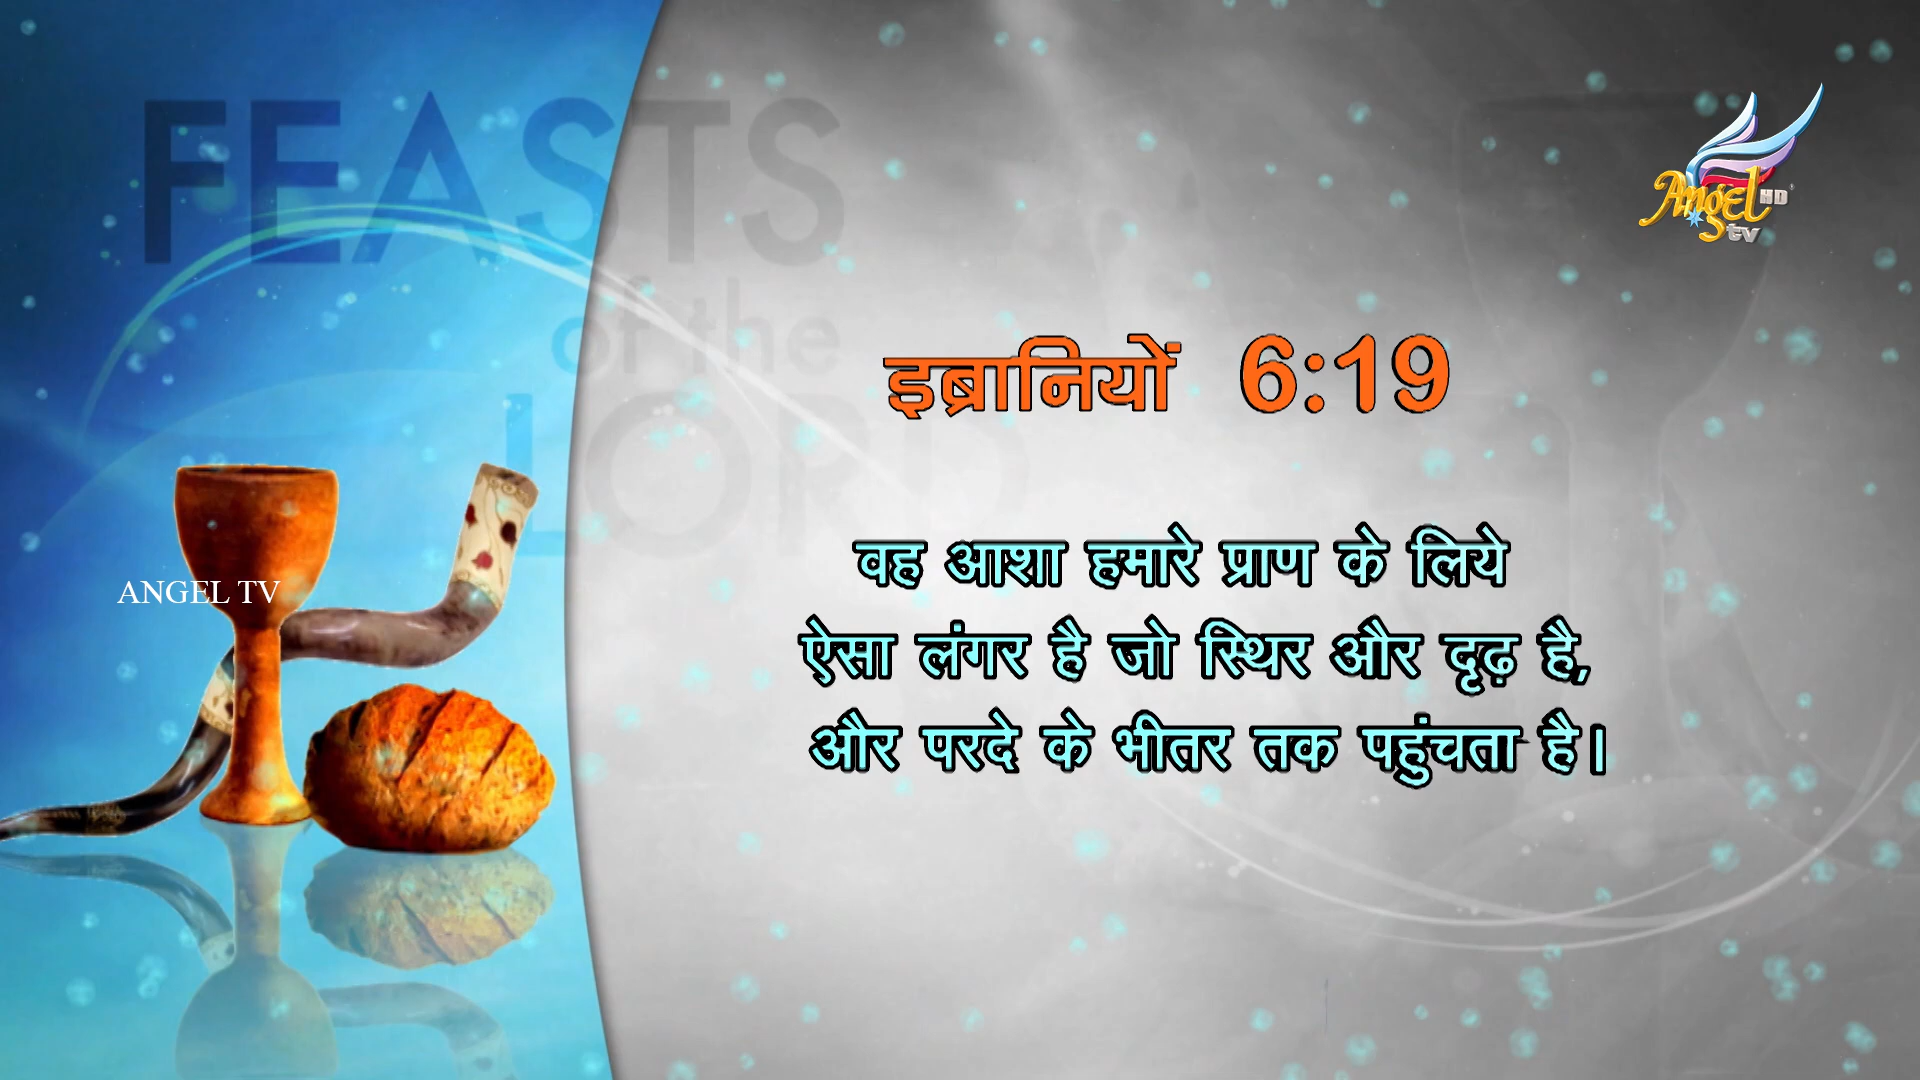 FEASTS
of the
LORD
Angel HD
tv
इब्रानियों 6:19
वह आशा हमारे प्राण के लिये
ऐसा लंगर है जो स्थिर और दृढ़ है,
और परदे के भीतर तक पहुंचता है।
ANGEL TV